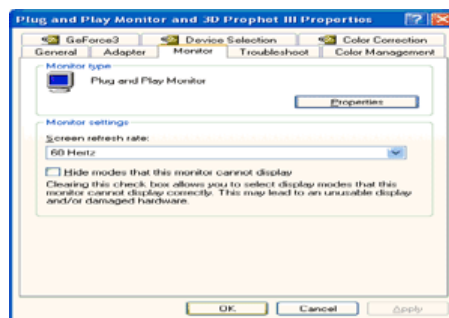 Plug and Play Monitor and 3D Prophet III Properties
GeForce3 Device Selection Color Correction
General Adapter Monitor Troubleshoot Color Management
Monitor type
Plug and Play Monitor
Properties
Monitor settings
Screen refresh rate:
60 Hertz
Hide modes that this monitor cannot display
Clearing this check box allows you to select display modes that this
monitor cannot display correctly. This may lead to an unusable display
and/or damaged hardware.
OK Cancel Apply